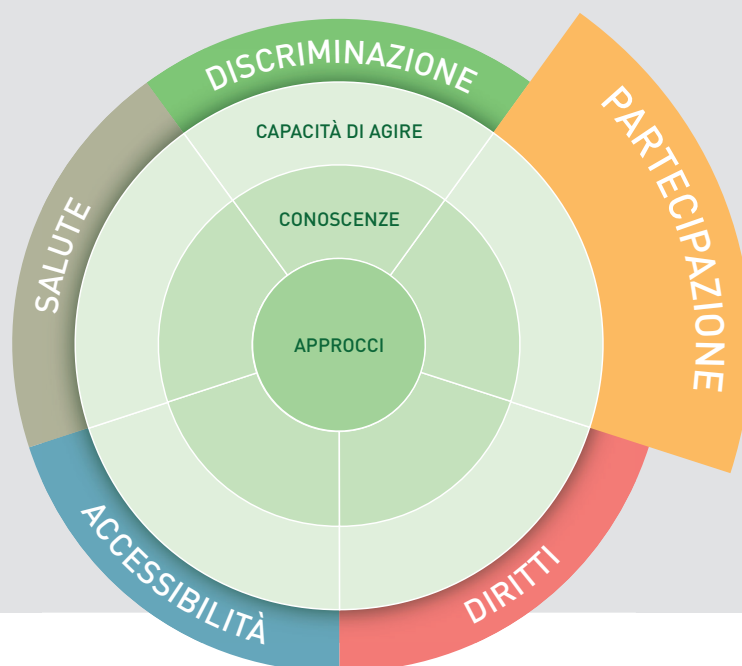 DISCRIMINAZIONE
PARTECIPAZIONE
CAPACITÀ DI AGIRE
CONOSCENZE
SALUTE
APPROCCI
ACCESSIBILITÀ
DIRITTI